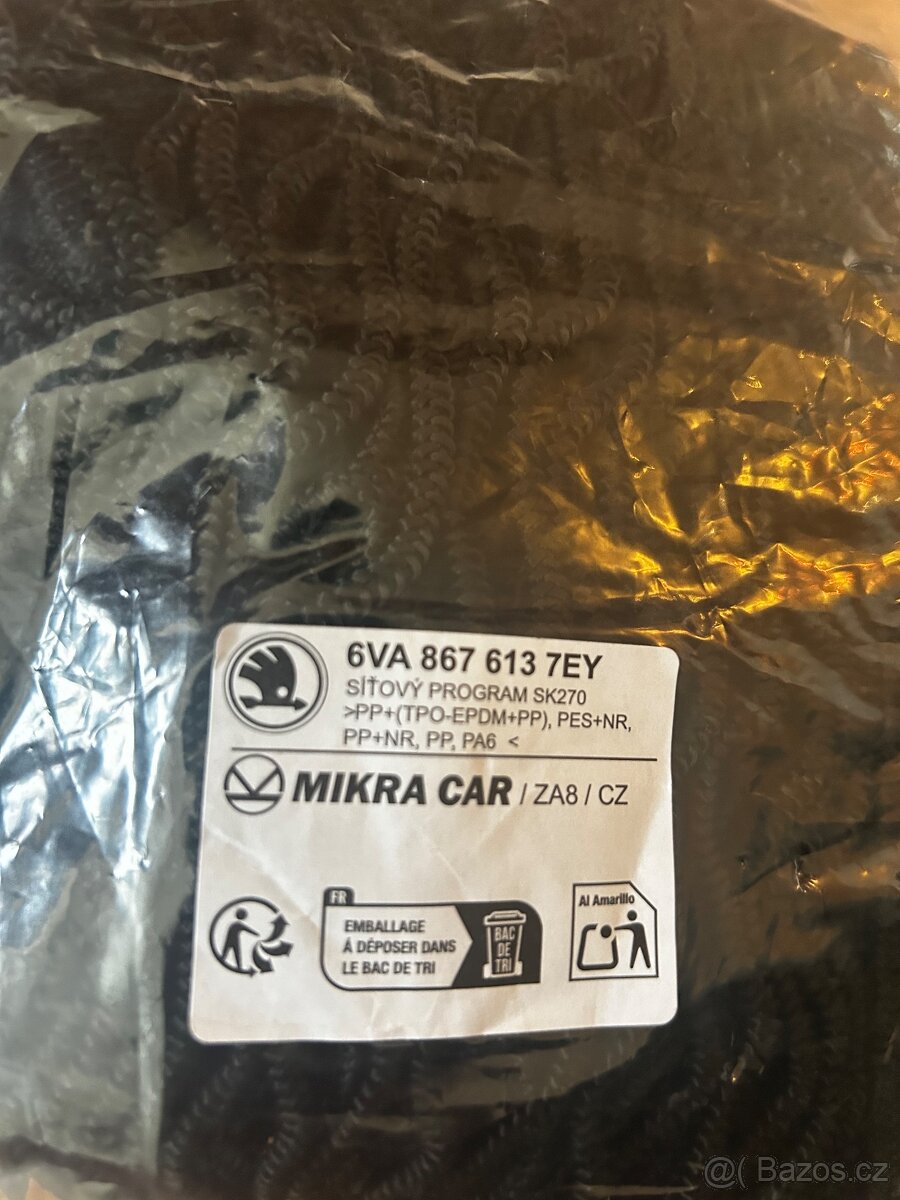 6VA 867 613 7EY
SÍŤOVÝ PROGRAM SK270
>PP+(TPO-EPDM+PP), PES+NR,
PP+NR, PP, PA6 <
MIKRA CAR / ZA8 / CZ
FR
EMBALLAGE
À DÉPOSER DANS
LE BAC DE TRI
BAC
DE
TRI
Al Amarillo
@( Bazos.cz